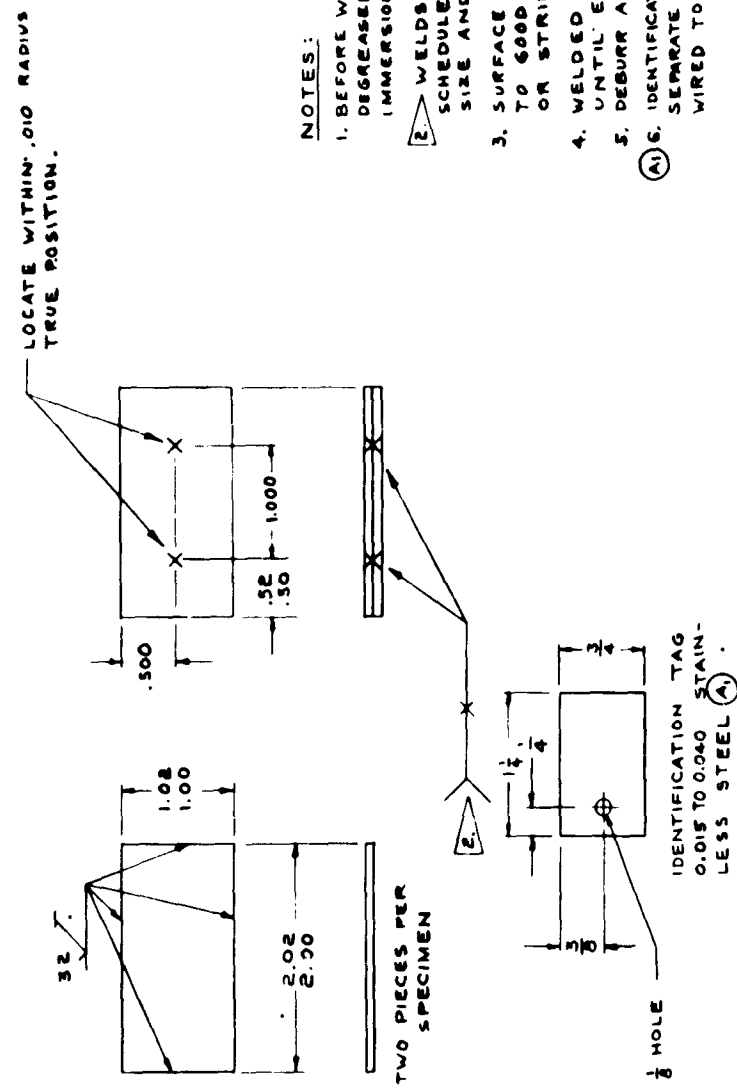 LOCATE WITHIN .010 RADIUS
TRUE POSITION.
32
1.02
1.00
2.02
2.00
TWO PIECES PER
SPECIMEN
.500
.52
.50
1.000
2.
1 1/4
1/4
3/4
3/8
1/8 HOLE
IDENTIFICATION TAG
0.015 TO 0.040 STAIN-
LESS STEEL A1 .
NOTES:
1. BEFORE W
DEGREASE
IMMERSION
2. WELDS
SCHEDULE
SIZE AND
3. SURFACE
TO GOOD
OR STRI
4. WELDED
UNTIL E
5. DEBURR A
A1 6. IDENTIFICA
SEPARATE
WIRED TO